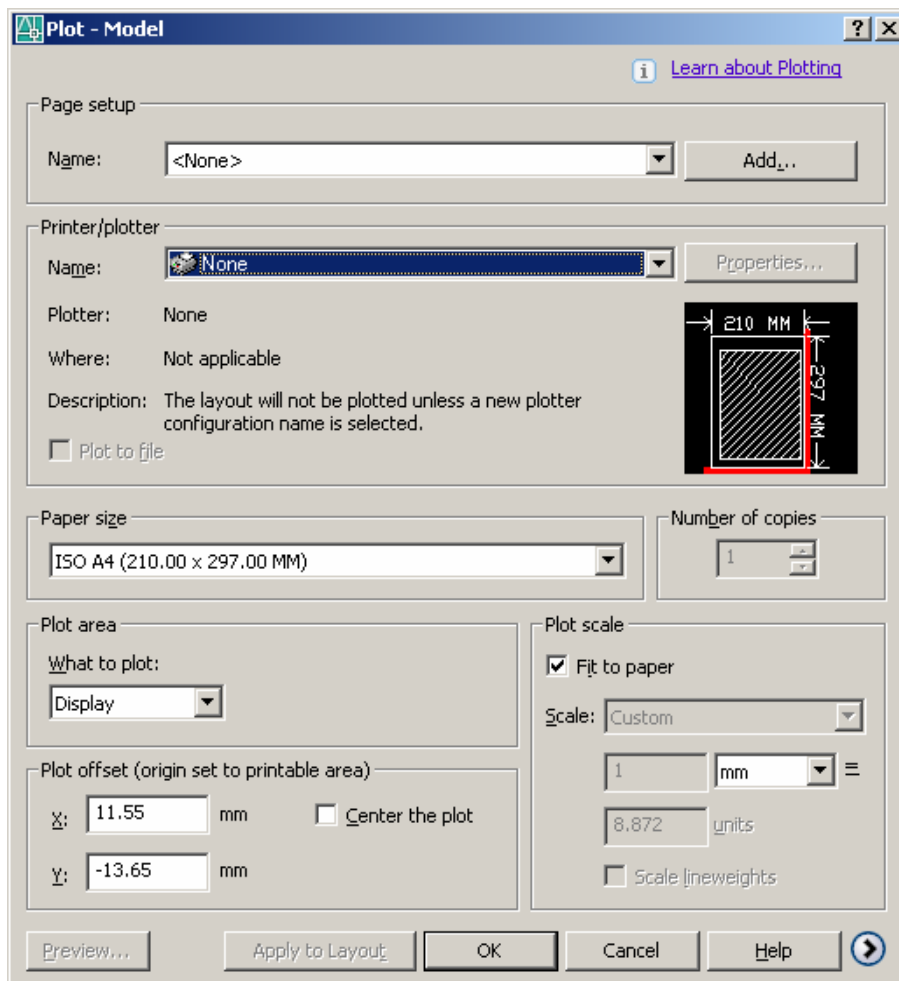 Plot - Model
Learn about Plotting
Page setup
Name: <None> Add...
Printer/plotter
Name: None Properties...
Plotter: None
Where: Not applicable
Description: The layout will not be plotted unless a new plotter
configuration name is selected.
Plot to file
210 MM
297 MM
Paper size
ISO A4 (210.00 x 297.00 MM)
Number of copies
1
Plot area
What to plot:
Display
Plot offset (origin set to printable area)
X: 11.55 mm Center the plot
Y: -13.65 mm
Plot scale
Fit to paper
Scale: Custom
1 mm =
8.872 units
Scale lineweights
Preview... Apply to Layout OK Cancel Help